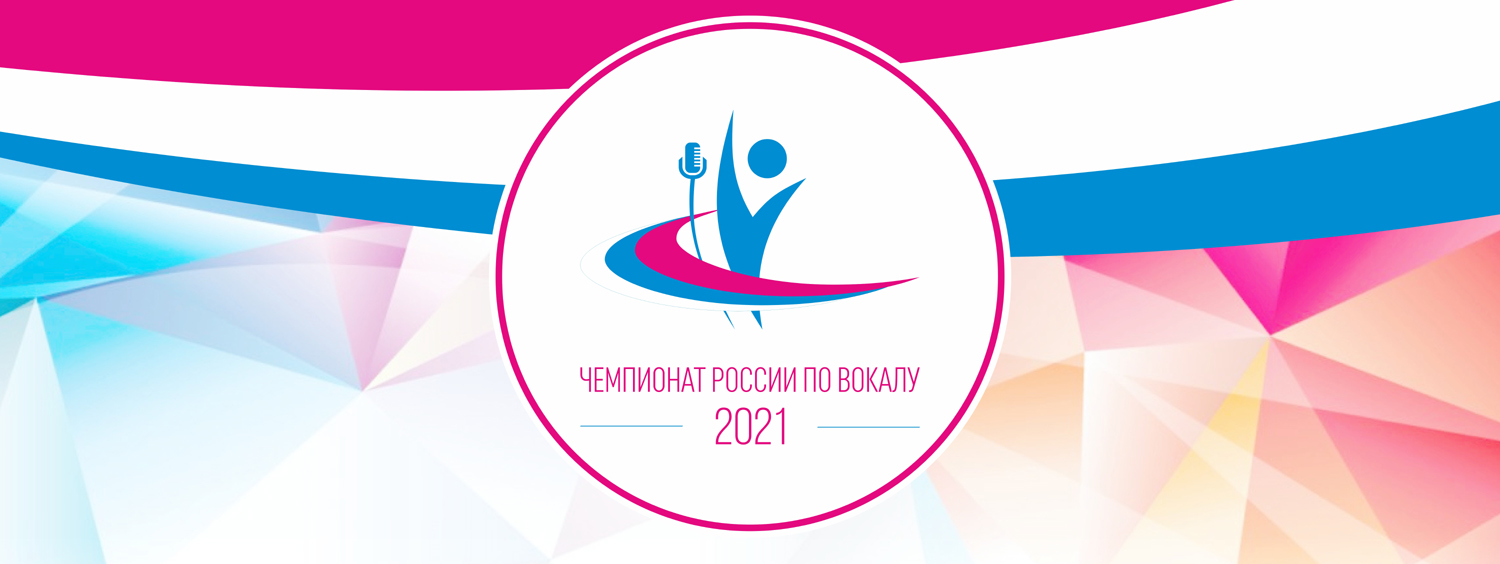 ЧЕМПИОНАТ РОССИИ ПО ВОКАЛУ
2021